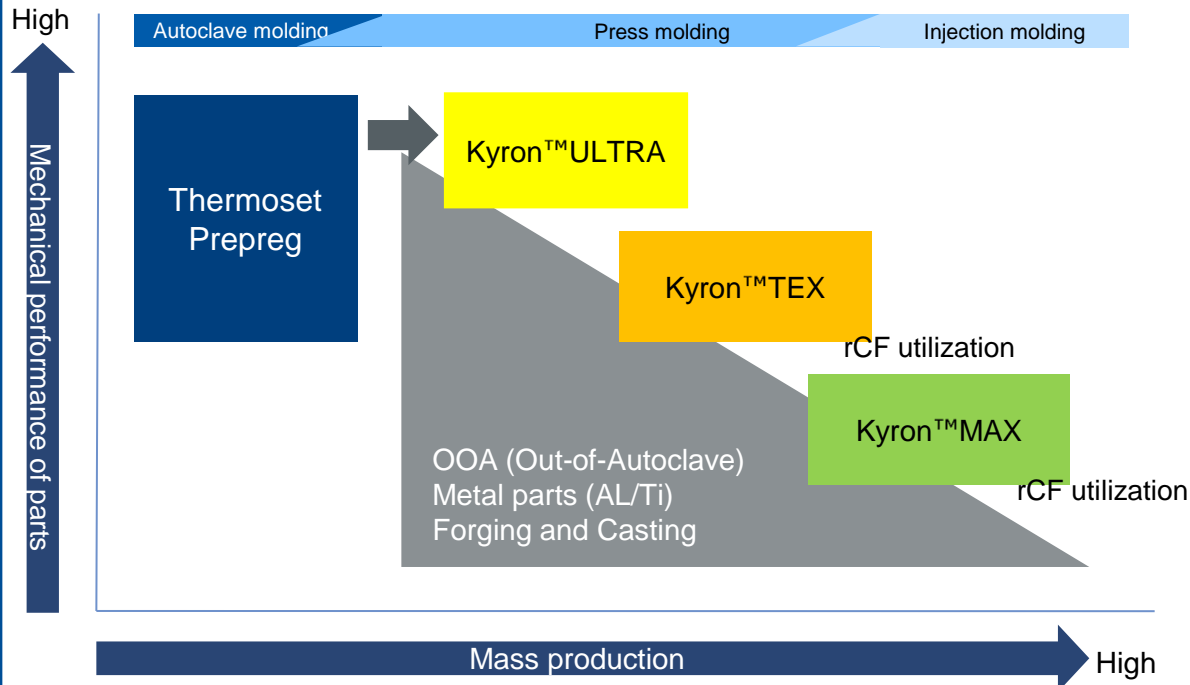 High
Autoclave molding
Press molding
Injection molding
Mechanical performance of parts
Thermoset
Prepreg
Kyron™ULTRA
Kyron™TEX
rCF utilization
Kyron™MAX
rCF utilization
OOA (Out-of-Autoclave)
Metal parts (AL/Ti)
Forging and Casting
Mass production
High